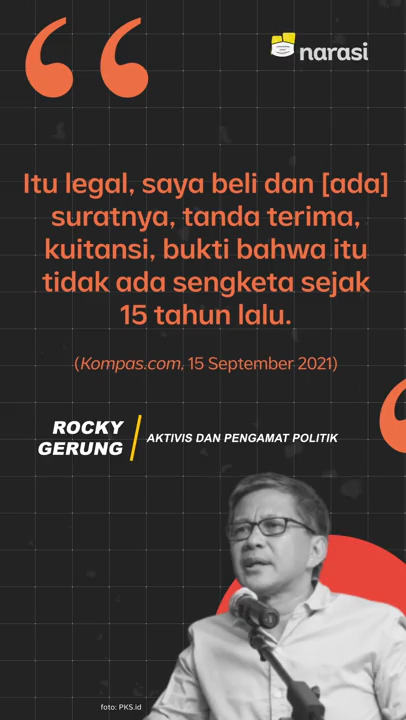 narasi
Itu legal, saya beli dan [ada]
suratnya, tanda terima,
kuitansi, bukti bahwa itu
tidak ada sengketa sejak
15 tahun lalu.
(Kompas.com, 15 September 2021)
ROCKY
GERUNG
AKTIVIS DAN PENGAMAT POLITIK
foto: PKS.id